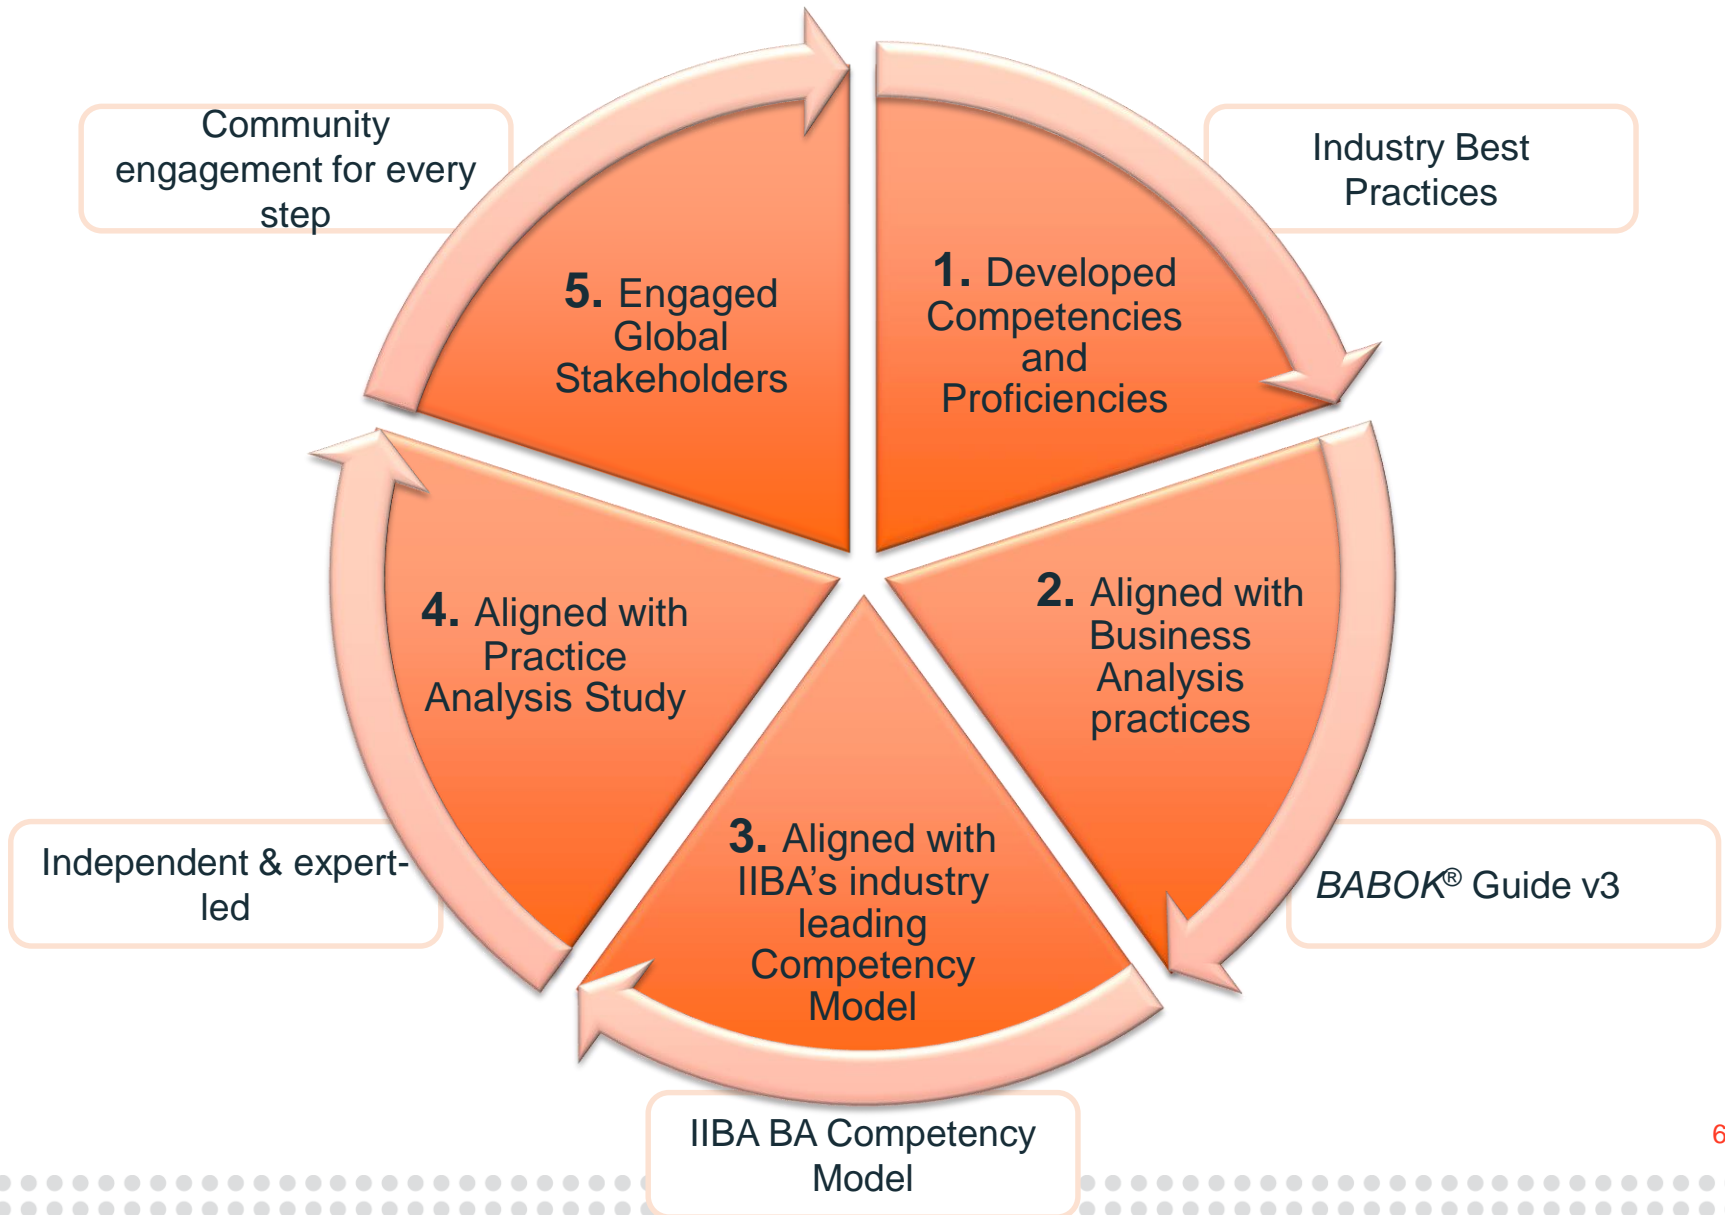 Community
engagement for every
step
Industry Best
Practices
1. Developed
Competencies
and
Proficiencies
5. Engaged
Global
Stakeholders
2. Aligned with
Business
Analysis
practices
4. Aligned with
Practice
Analysis Study
3. Aligned with
IIBA’s industry
leading
Competency
Model
Independent & expert-
led
BABOK® Guide v3
IIBA BA Competency
Model
6